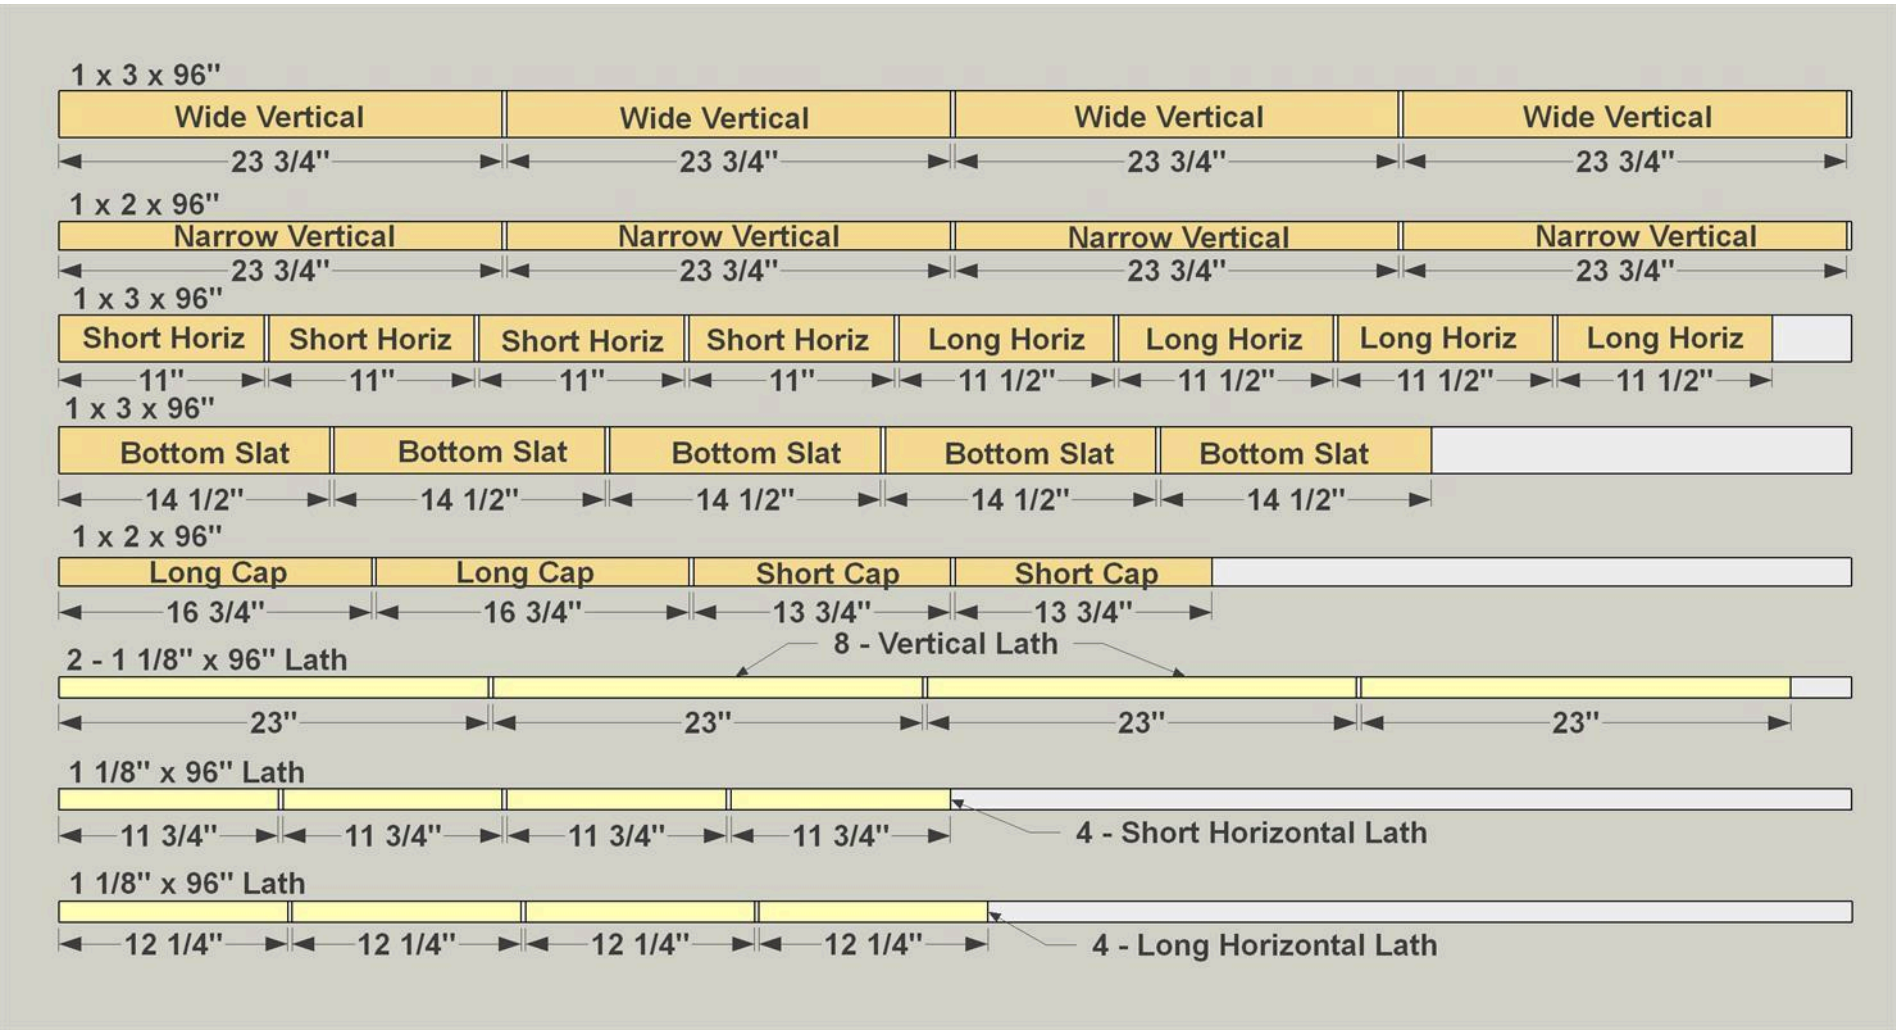 1 x 3 x 96"
Wide Vertical Wide Vertical Wide Vertical Wide Vertical
23 3/4" 23 3/4" 23 3/4" 23 3/4"
1 x 2 x 96"
Narrow Vertical Narrow Vertical Narrow Vertical Narrow Vertical
23 3/4" 23 3/4" 23 3/4" 23 3/4"
1 x 3 x 96"
Short Horiz Short Horiz Short Horiz Short Horiz Long Horiz Long Horiz Long Horiz Long Horiz
11" 11" 11" 11" 11 1/2" 11 1/2" 11 1/2" 11 1/2"
1 x 3 x 96"
Bottom Slat Bottom Slat Bottom Slat Bottom Slat Bottom Slat
14 1/2" 14 1/2" 14 1/2" 14 1/2" 14 1/2"
1 x 2 x 96"
Long Cap Long Cap Short Cap Short Cap
16 3/4" 16 3/4" 13 3/4" 13 3/4"
8 - Vertical Lath
2 - 1 1/8" x 96" Lath
23" 23" 23" 23"
1 1/8" x 96" Lath
11 3/4" 11 3/4" 11 3/4" 11 3/4"
4 - Short Horizontal Lath
1 1/8" x 96" Lath
12 1/4" 12 1/4" 12 1/4" 12 1/4"
4 - Long Horizontal Lath